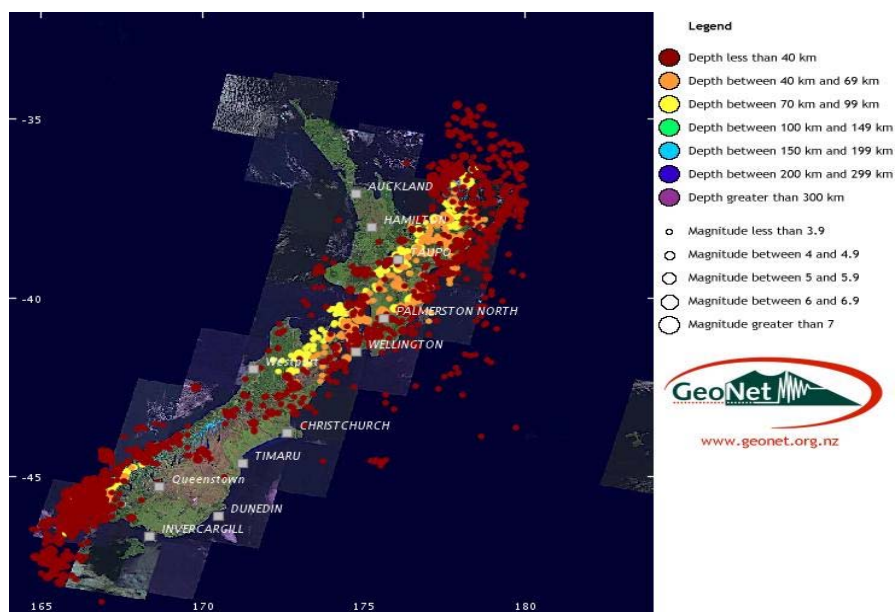 -35
-40
-45
165
170
175
180
AUCKLAND
HAMILTON
TAUPO
PALMERSTON NORTH
WELLINGTON
Westport
CHRISTCHURCH
TIMARU
Queenstown
DUNEDIN
INVERCARGILL
Legend
Depth less than 40 km
Depth between 40 km and 69 km
Depth between 70 km and 99 km
Depth between 100 km and 149 km
Depth between 150 km and 199 km
Depth between 200 km and 299 km
Depth greater than 300 km
Magnitude less than 3.9
Magnitude between 4 and 4.9
Magnitude between 5 and 5.9
Magnitude between 6 and 6.9
Magnitude greater than 7
GeoNet
www.geonet.org.nz